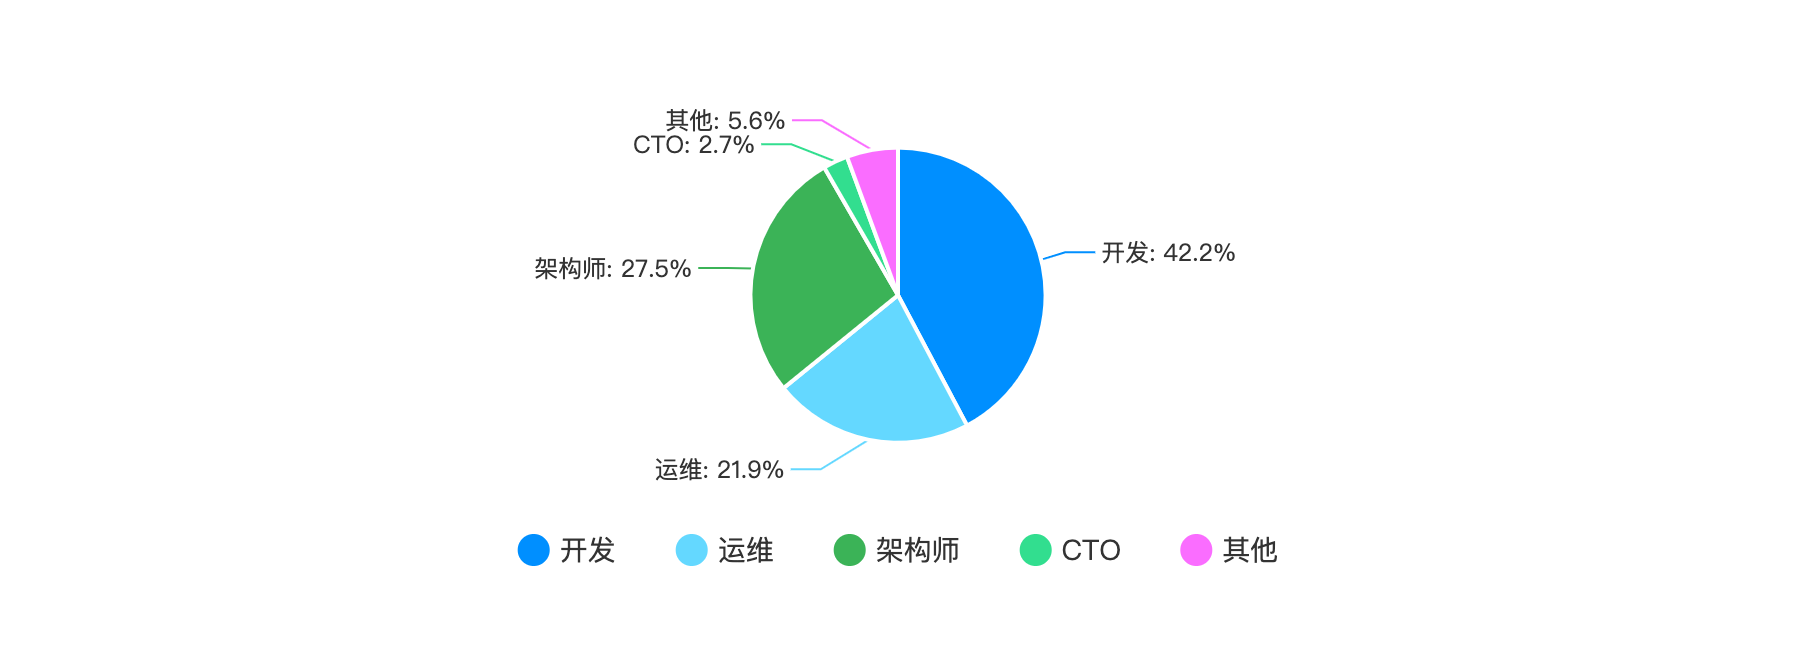 其他: 5.6%
CTO: 2.7%
开发: 42.2%
架构师: 27.5%
运维: 21.9%
开发 运维 架构师 CTO 其他